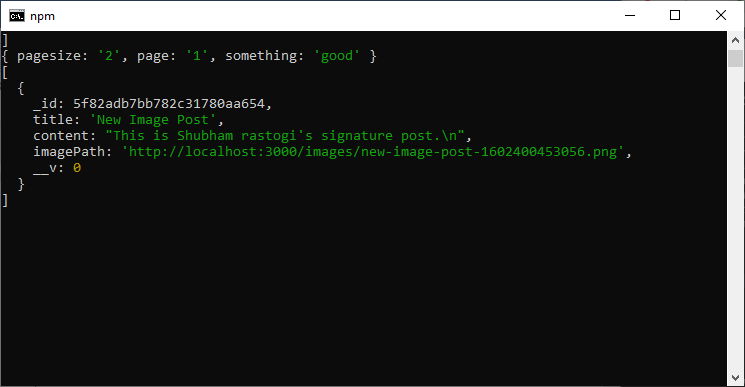 npm
]
{ pagesize: '2', page: '1', something: 'good' }
[
  {
    _id: 5f82adb7bb782c31780aa654,
    title: 'New Image Post',
    content: "This is Shubham rastogi's signature post.\n",
    imagePath: 'http://localhost:3000/images/new-image-post-1602400453056.png',
    __v: 0
  }
]